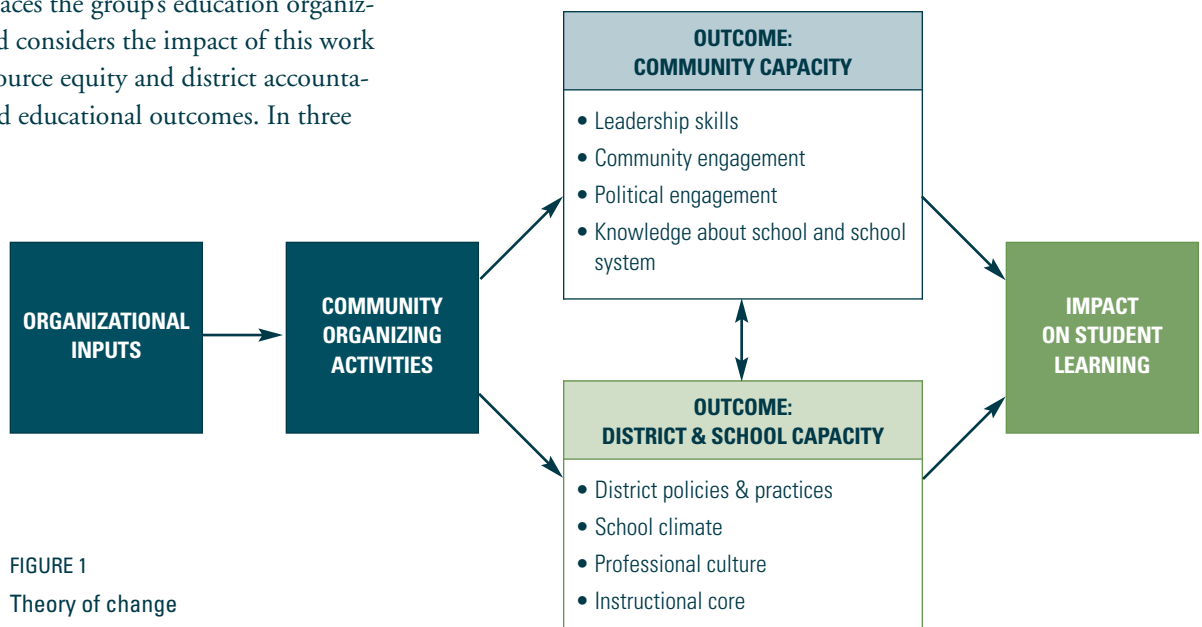 aces the group's education organiz-
d considers the impact of this work
ource equity and district accounta-
d educational outcomes. In three
ORGANIZATIONAL
INPUTS
COMMUNITY
ORGANIZING
ACTIVITIES
OUTCOME:
COMMUNITY CAPACITY
• Leadership skills
• Community engagement
• Political engagement
• Knowledge about school and school
system
OUTCOME:
DISTRICT & SCHOOL CAPACITY
• District policies & practices
• School climate
• Professional culture
• Instructional core
IMPACT
ON STUDENT
LEARNING
FIGURE 1
Theory of change